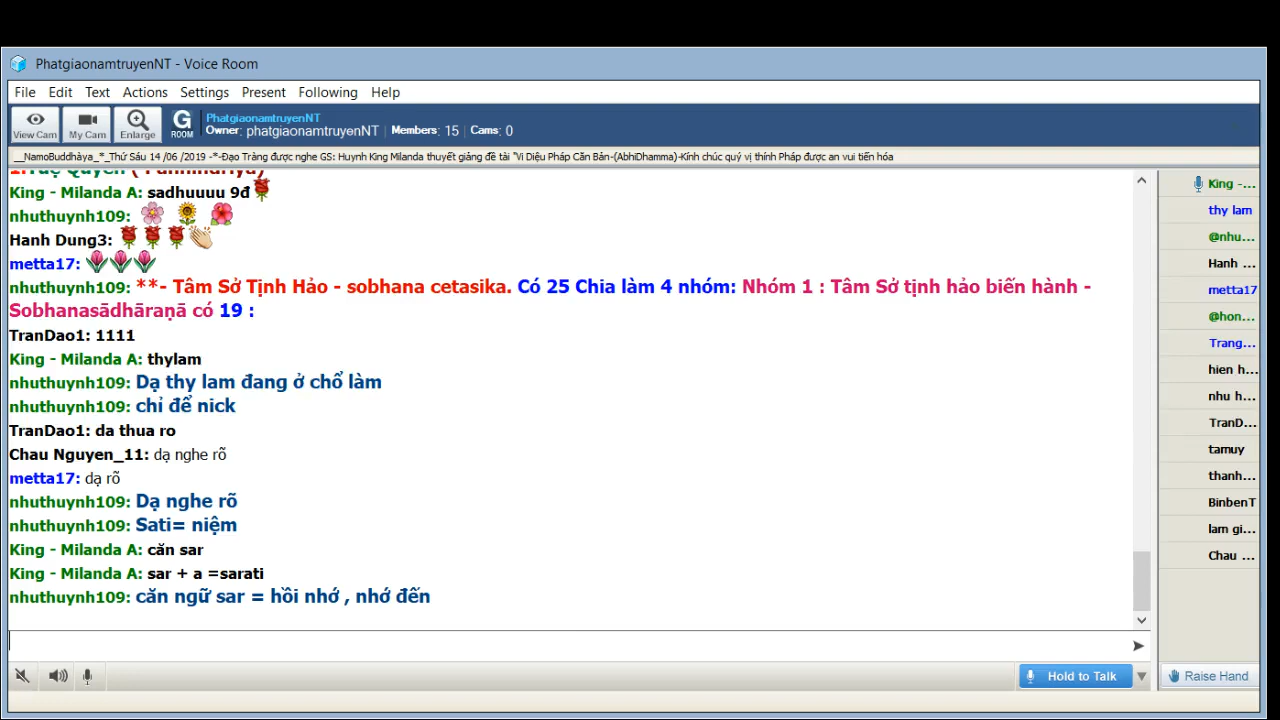 PhatgiaonamtruyenNT - Voice Room
File Edit Text Actions Settings Present Following Help
View Cam My Cam Enlarge G ROOM PhatgiaonamtruyenNT
Owner: phatgiaonamtruyenNT Members: 15 Cams: 0
__NamoBuddhàya_*_Thứ Sáu 14 /06 /2019 -*-Đạo Tràng được nghe GS: Huynh King Milanda thuyết giảng đề tài "Vi Diệu Pháp Căn Bản-(AbhiDhamma)-Kính chúc quý vị thính Pháp được an vui tiến hóa
King - Milanda A: sadhuuuu 9đ
nhuthuynh109:
Hanh Dung3:
metta17:
nhuthuynh109: **- Tâm Sở Tịnh Hảo - sobhana cetasika. Có 25 Chia làm 4 nhóm: Nhóm 1 : Tâm Sở tịnh hảo biến hành -
Sobhanasādhāraṇā có 19 :
TranDao1: 1111
King - Milanda A: thylam
nhuthuynh109: Dạ thy lam đang ở chổ làm
nhuthuynh109: chỉ để nick
TranDao1: da thua ro
Chau Nguyen_11: dạ nghe rõ
metta17: dạ rõ
nhuthuynh109: Dạ nghe rõ
nhuthuynh109: Sati= niệm
King - Milanda A: căn sar
King - Milanda A: sar + a =sarati
nhuthuynh109: căn ngữ sar = hồi nhớ , nhớ đến
King -...
thy lam
@nhu...
Hanh ...
metta17
@hon...
Trang...
hien h...
nhu h...
TranD...
tamuy
thanh...
BinbenT
lam gi...
Chau ...
Hold to Talk
Raise Hand